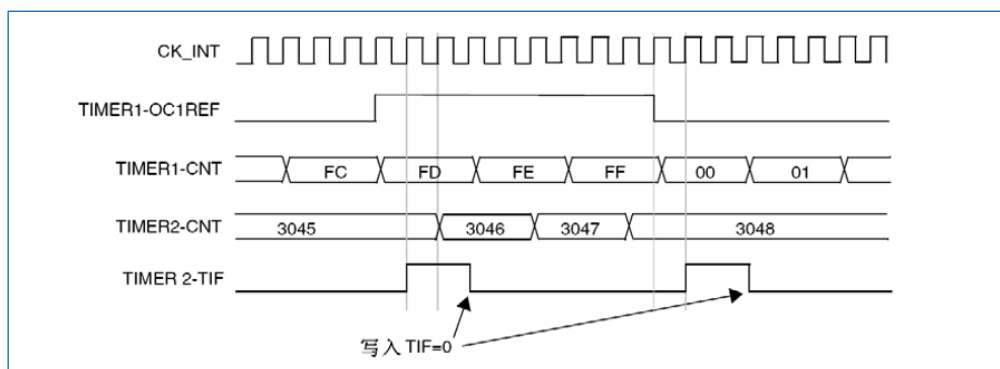 CK_INT
TIMER1-OC1REF
TIMER1-CNT FC FD FE FF 00 01
TIMER2-CNT 3045 3046 3047 3048
TIMER 2-TIF
写入 TIF=0